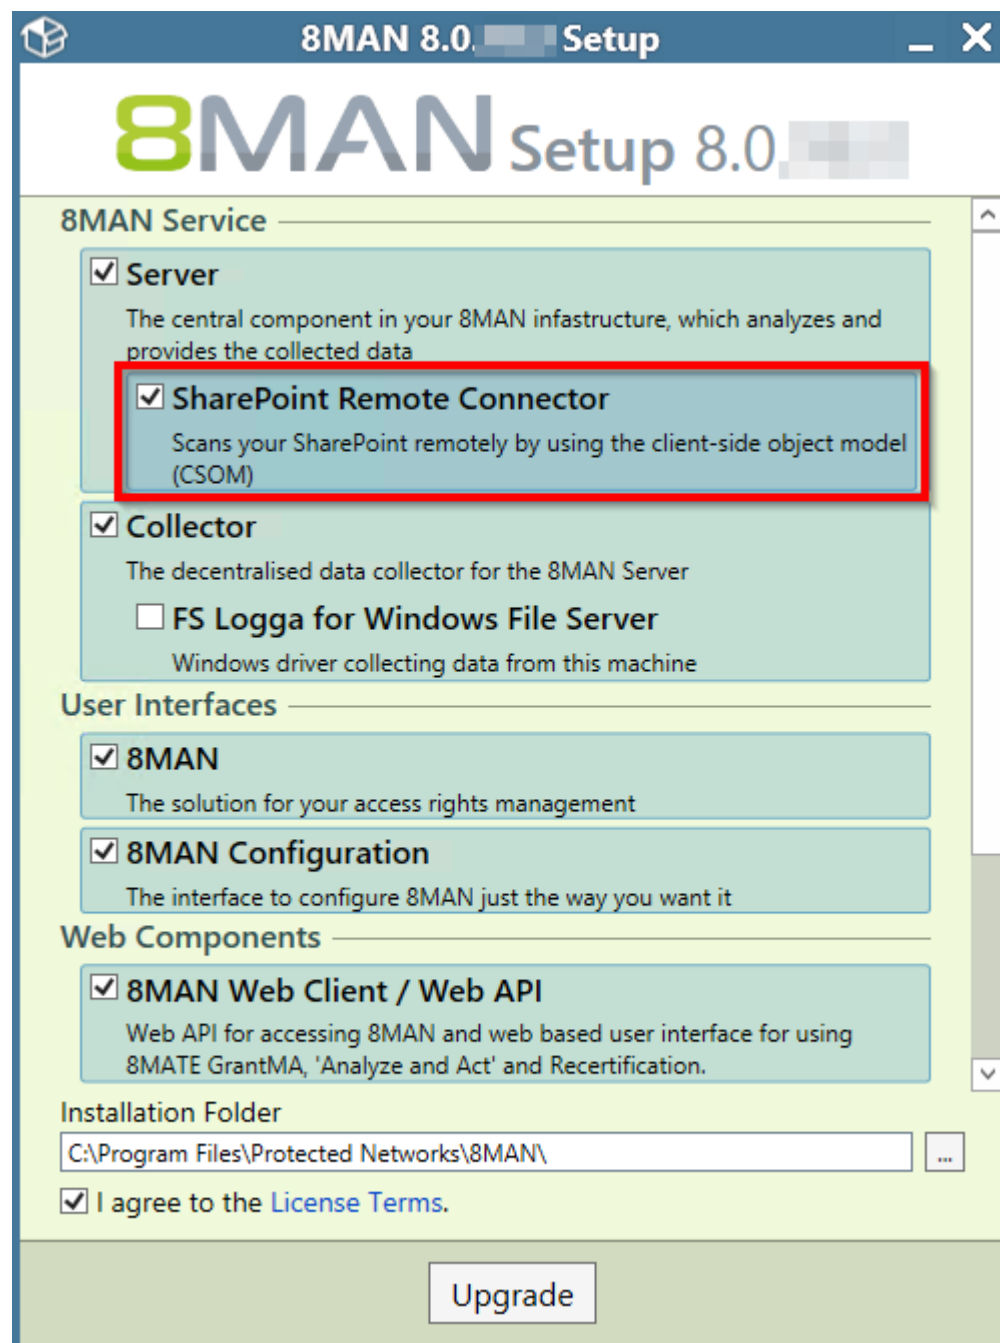 8MAN 8.0. Setup
8MAN Setup 8.0.
8MAN Service
Server
The central component in your 8MAN infastructure, which analyzes and
provides the collected data
SharePoint Remote Connector
Scans your SharePoint remotely by using the client-side object model
(CSOM)
Collector
The decentralised data collector for the 8MAN Server
FS Logga for Windows File Server
Windows driver collecting data from this machine
User Interfaces
8MAN
The solution for your access rights management
8MAN Configuration
The interface to configure 8MAN just the way you want it
Web Components
8MAN Web Client / Web API
Web API for accessing 8MAN and web based user interface for using
8MATE GrantMA, 'Analyze and Act' and Recertification.
Installation Folder
C:\Program Files\Protected Networks\8MAN\
...
I agree to the License Terms.
Upgrade